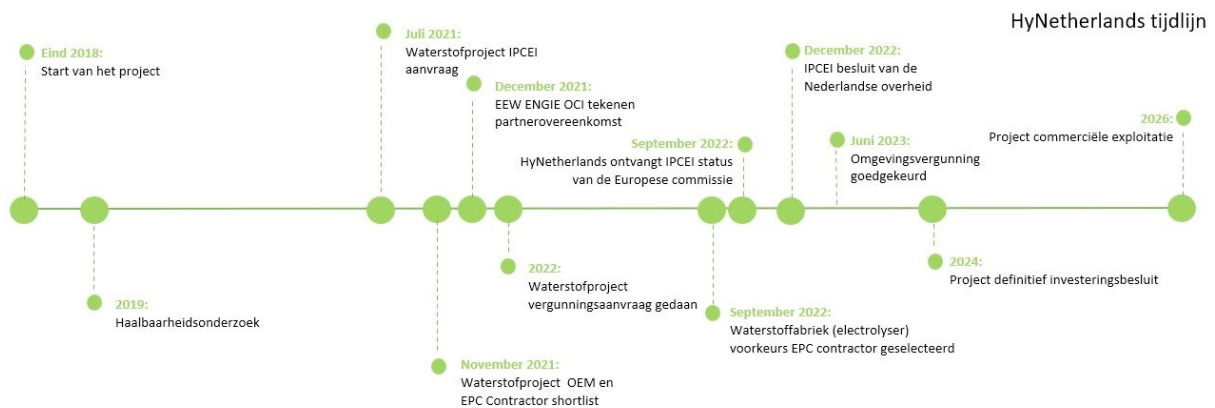 HyNetherlands tijdlijn
Eind 2018:
Start van het project
2019:
Haalbaarheidsonderzoek
Juli 2021:
Waterstofproject IPCEI
aanvraag
November 2021:
Waterstofproject OEM en
EPC Contractor shortlist
December 2021:
EEW ENGIE OCI tekenen
partnerovereenkomst
2022:
Waterstofproject
vergunningsaanvraag gedaan
September 2022:
Waterstoffabriek (electrolyser)
voorkeurs EPC contractor geselecteerd
September 2022:
HyNetherlands ontvangt IPCEI status
van de Europese commissie
December 2022:
IPCEI besluit van de
Nederlandse overheid
Juni 2023:
Omgevingsvergunning
goedgekeurd
2024:
Project definitief investeringsbesluit
2026:
Project commerciële exploitatie